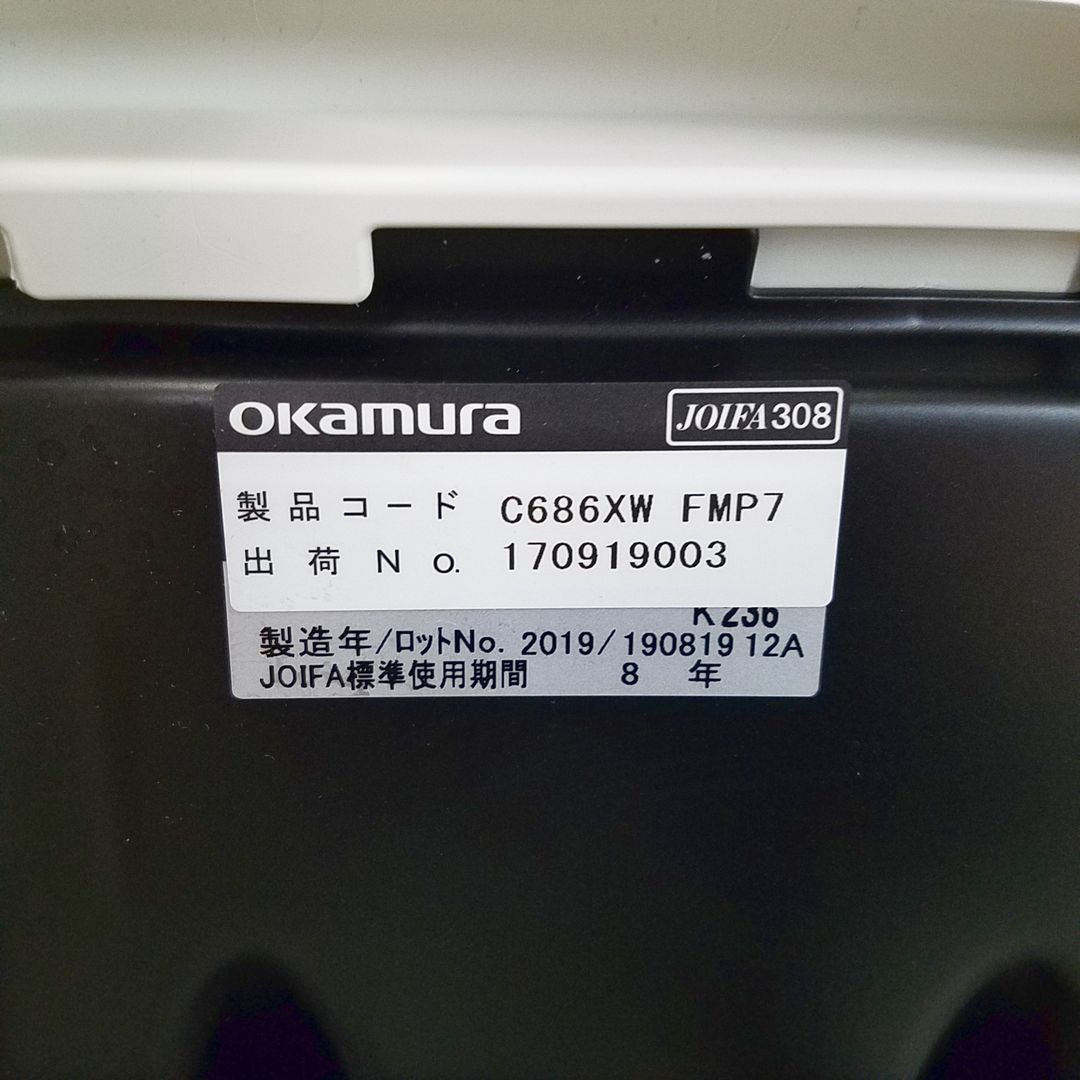 okamura JOIFA308
製品コード C686XW FMP7
出荷No. 170919003
K236
製造年/ロットNo. 2019/190819 12A
JOIFA標準使用期間 8 年